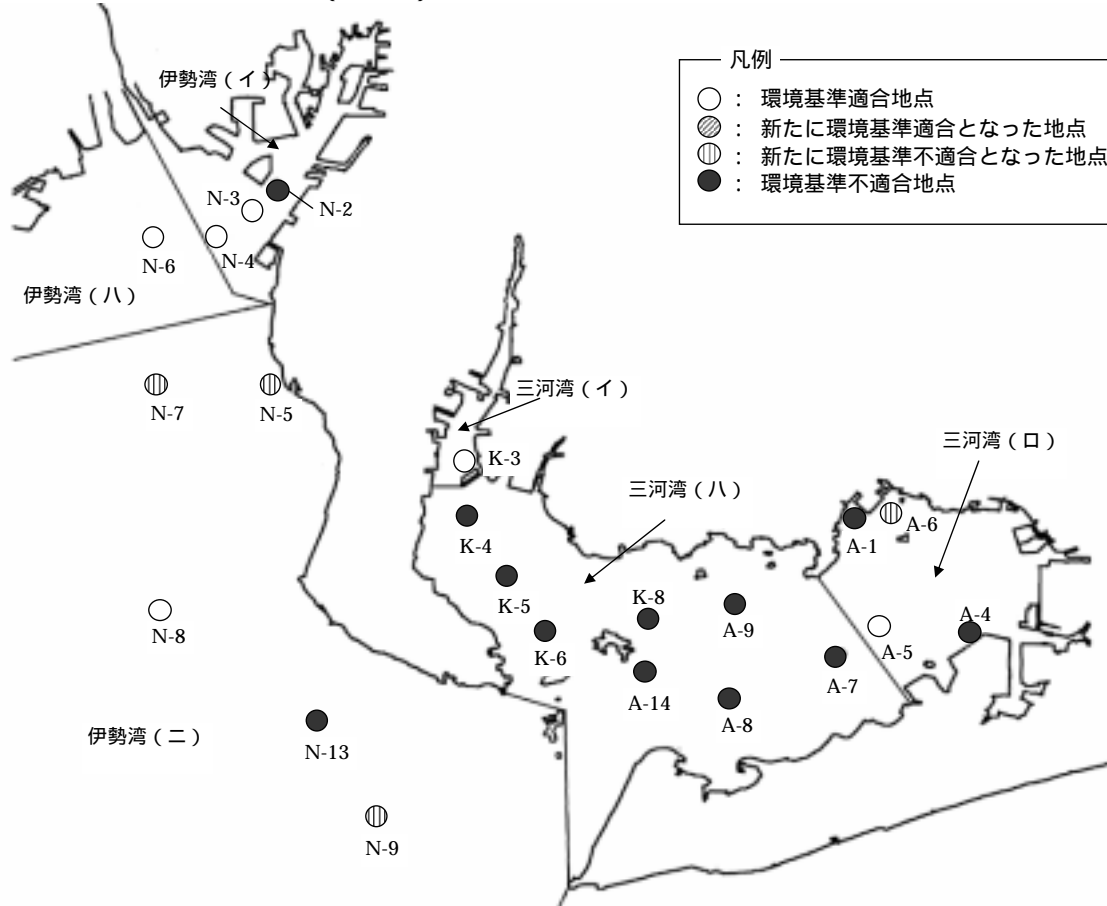 凡例
○ : 環境基準適合地点
: 新たに環境基準適合となった地点
: 新たに環境基準不適合となった地点
● : 環境基準不適合地点
伊勢湾(イ)
N-3
N-2
N-6
N-4
伊勢湾(ハ)
N-7
N-5
三河湾(イ)
K-3
三河湾(ロ)
三河湾(ハ)
A-6
A-1
K-4
K-5
K-8
A-9
A-4
N-8
K-6
A-5
A-7
A-14
A-8
伊勢湾(ニ)
N-13
N-9